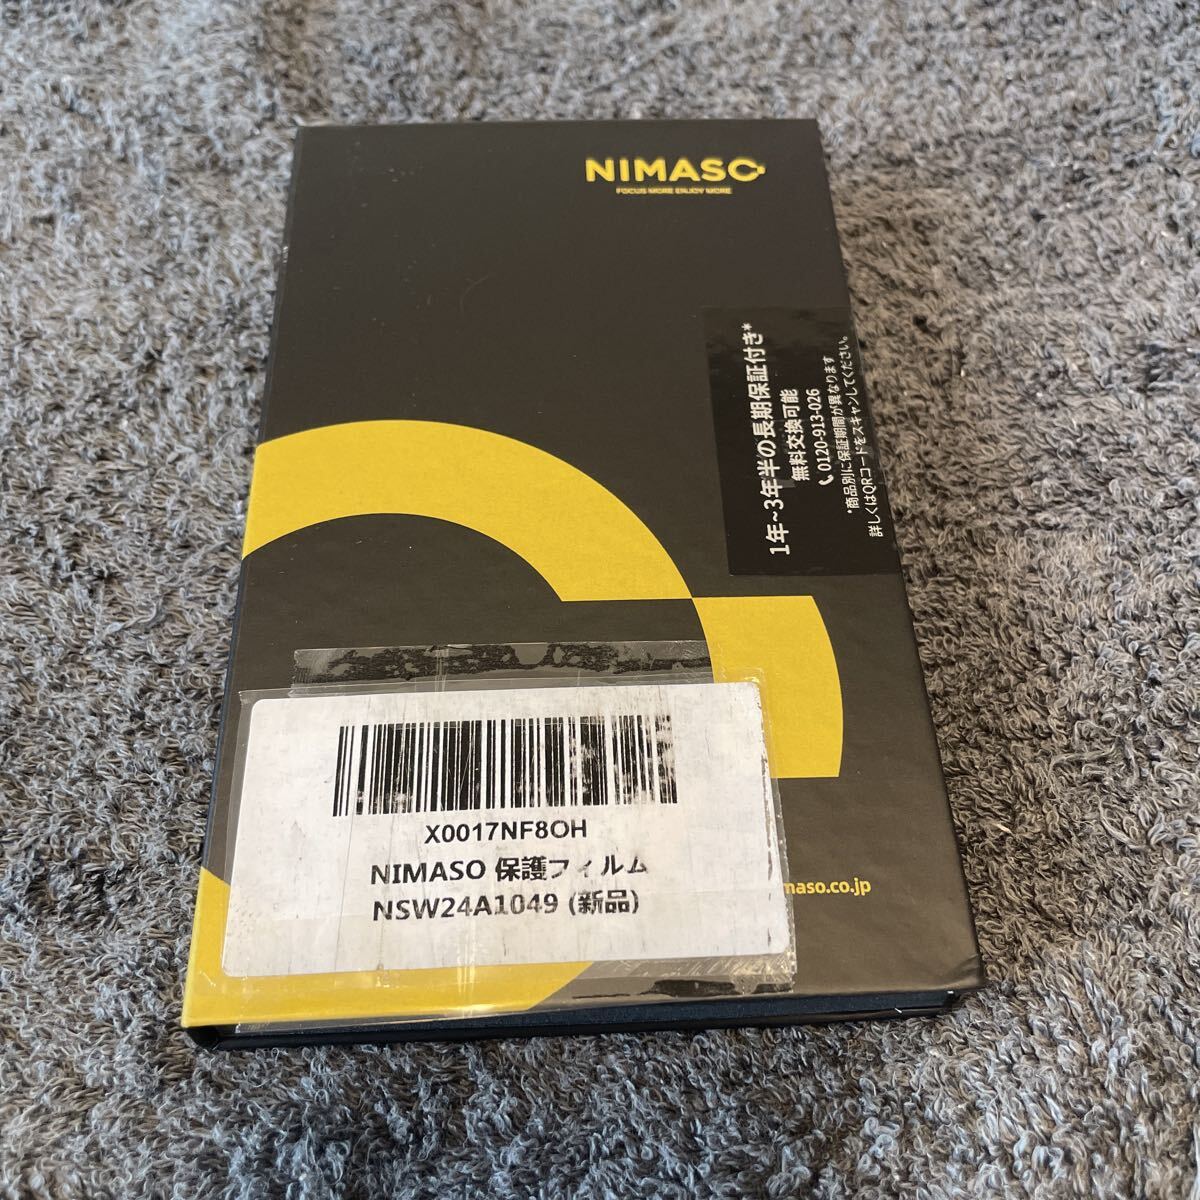 NIMASO
FOCUS MORE ENJOY MORE
1年~3年半の長期保証付き*
無料交換可能
0120-913-026
*商品別に保証期間が異なります
詳しくはQRコードをスキャンしてください。
X0017NF8OH
NIMASO 保護フィルム
NSW24A1049 (新品)
maso.co.jp